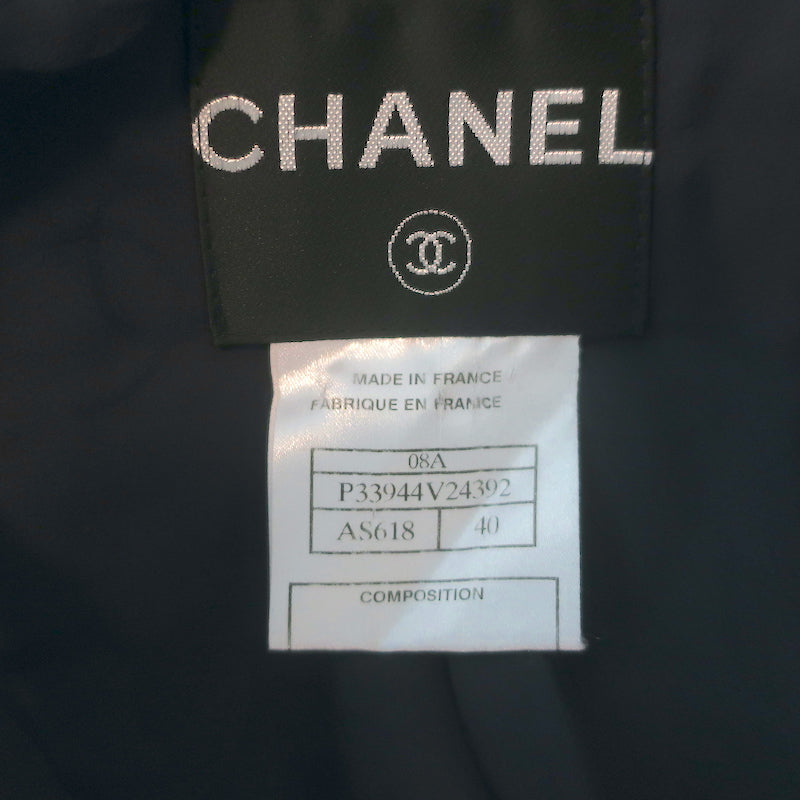 CHANEL
MADE IN FRANCE
FABRIQUE EN FRANCE
08A
P33944V24392
AS618 40
COMPOSITION